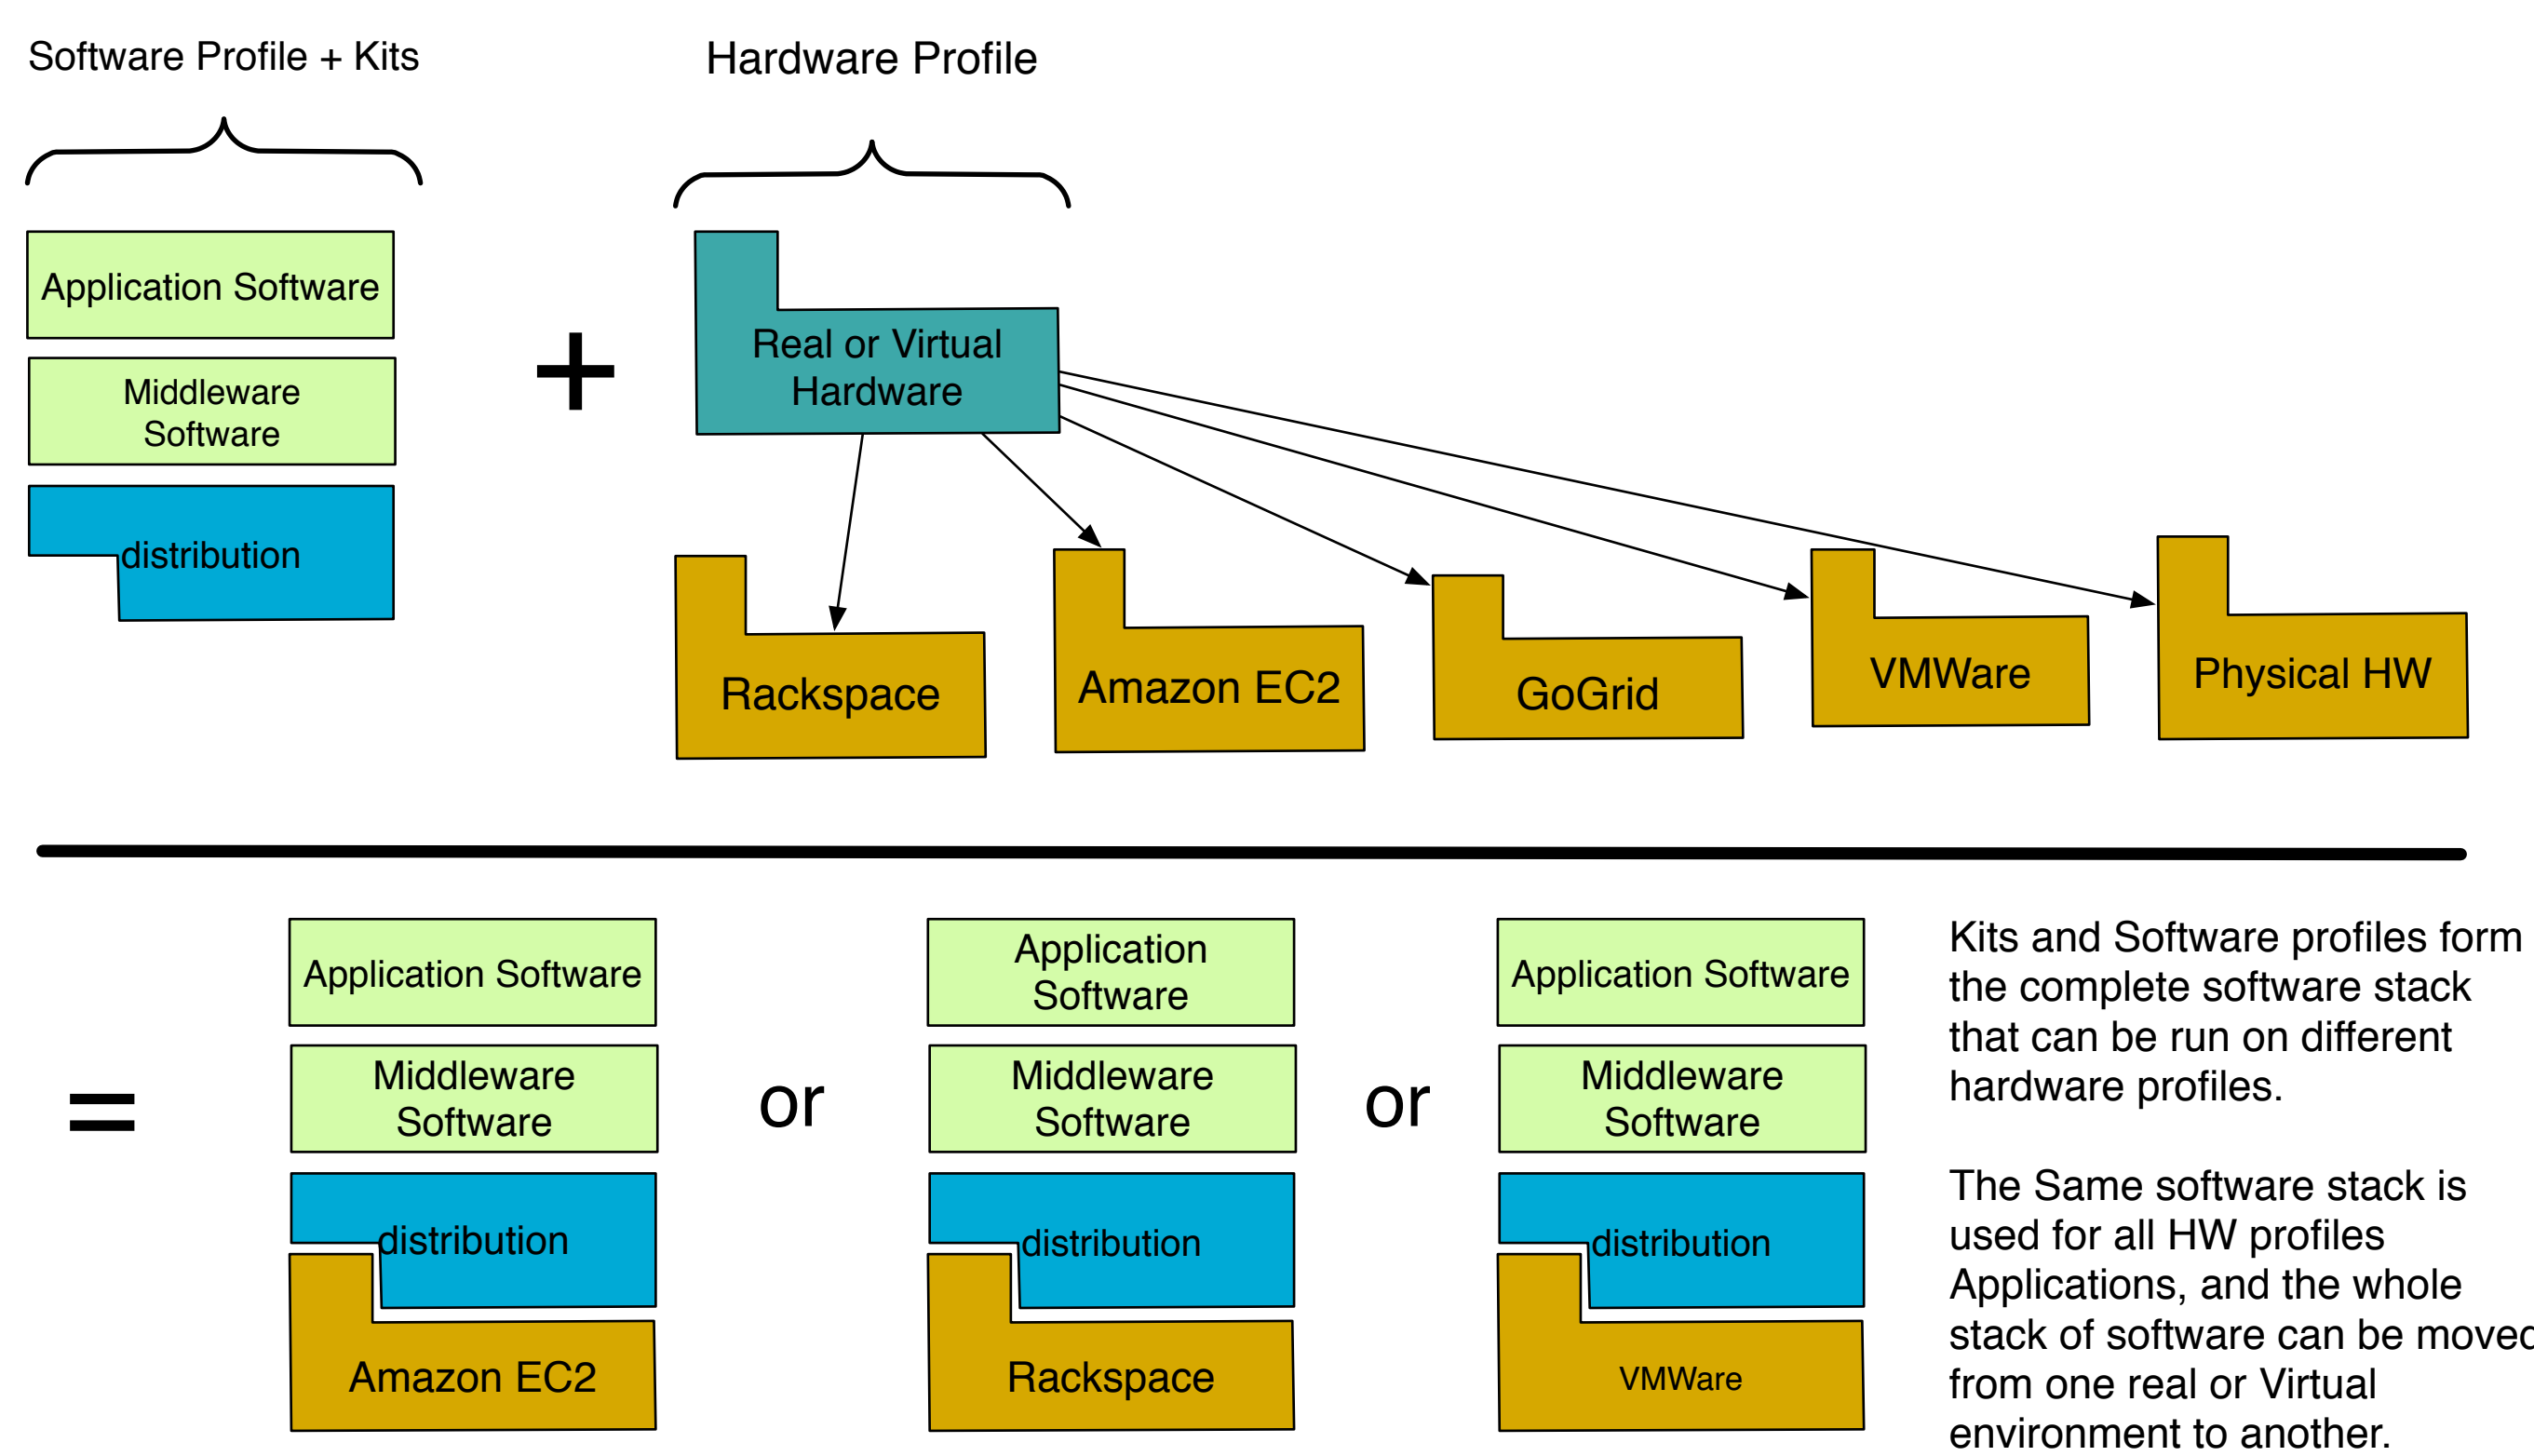 Software Profile + Kits
Hardware Profile
Application Software
Middleware
Software
distribution
+
Real or Virtual
Hardware
Rackspace
Amazon EC2
GoGrid
VMWare
Physical HW
=
Application Software
Middleware
Software
distribution
Amazon EC2
or
Application
Software
Middleware
Software
distribution
Rackspace
or
Application Software
Middleware
Software
distribution
VMWare
Kits and Software profiles form
the complete software stack
that can be run on different
hardware profiles.
The Same software stack is
used for all HW profiles
Applications, and the whole
stack of software can be moved
from one real or Virtual
environment to another.